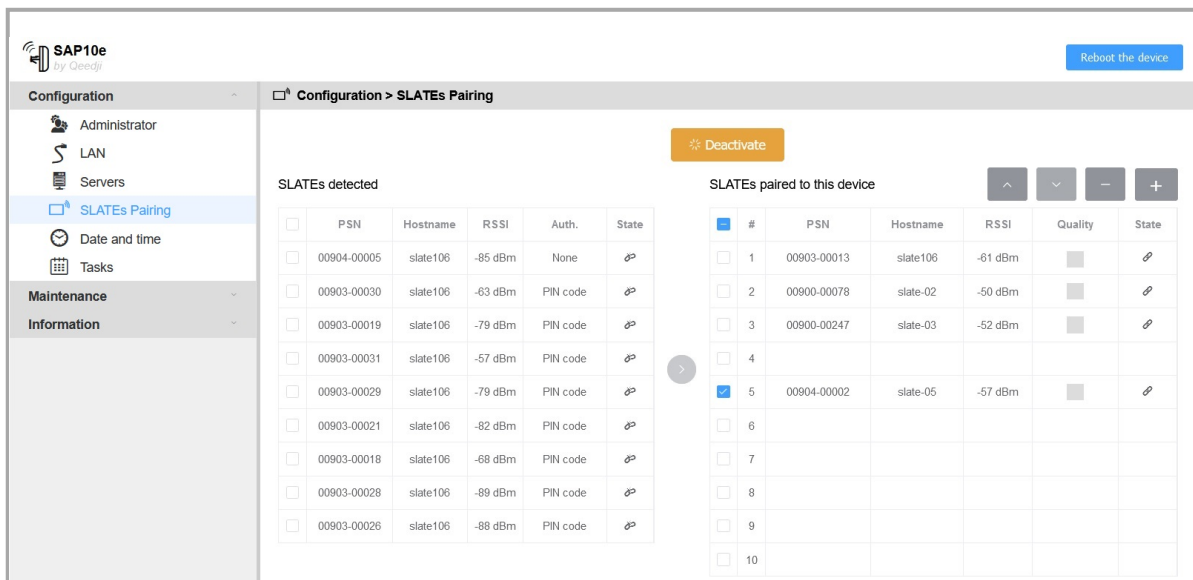 SAP10e
by Qeedji
Reboot the device
Configuration
Administrator
LAN
Servers
SLATEs Pairing
Date and time
Tasks
Maintenance
Information
Configuration > SLATEs Pairing
Deactivate
SLATEs detected
PSN Hostname RSSI Auth. State
00904-00005 slate106 -85 dBm None
00903-00030 slate106 -63 dBm PIN code
00903-00019 slate106 -79 dBm PIN code
00903-00031 slate106 -57 dBm PIN code
00903-00029 slate106 -79 dBm PIN code
00903-00021 slate106 -82 dBm PIN code
00903-00018 slate106 -68 dBm PIN code
00903-00028 slate106 -89 dBm PIN code
00903-00026 slate106 -88 dBm PIN code
SLATEs paired to this device
# PSN Hostname RSSI Quality State
1 00903-00013 slate106 -61 dBm
2 00900-00078 slate-02 -50 dBm
3 00900-00247 slate-03 -52 dBm
4
5 00904-00002 slate-05 -57 dBm
6
7
8
9
10